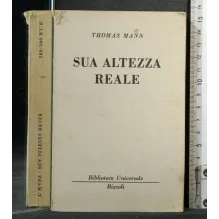 THOMAS MANN
SUA ALTEZZA
REALE
Biblioteca Universale
Rizzoli